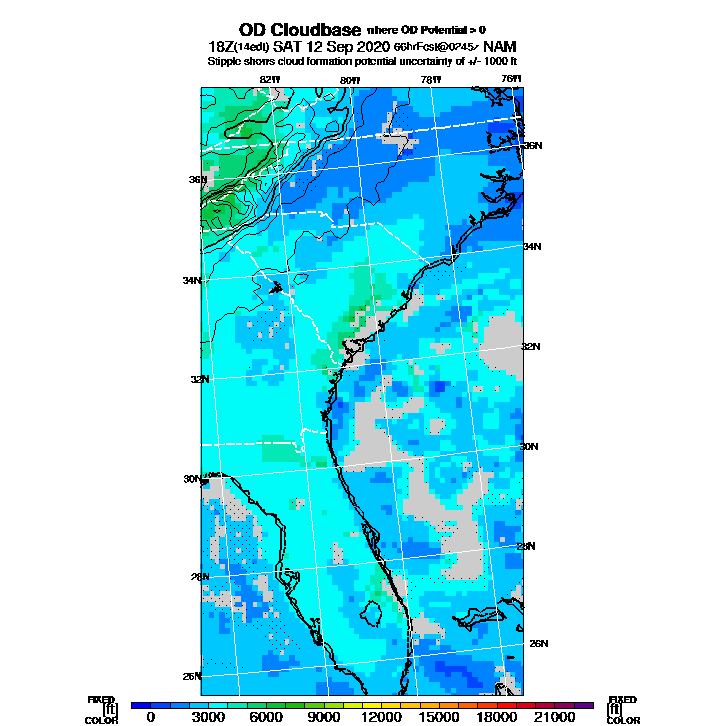 OD Cloudbase where OD Potential > 0
18Z(14edt) SAT 12 Sep 2020 66hrFcst@0245z NAM
Stipple shows cloud formation potential uncertainty of +/- 1000 ft
82W 80W 78W 76W
36N
36N
34N
34N
32N
32N
30N
30N
28N
28N
26N
26N
FIXED FIXED
[ft] 0 3000 6000 9000 12000 15000 18000 21000 [ft]
COLOR COLOR